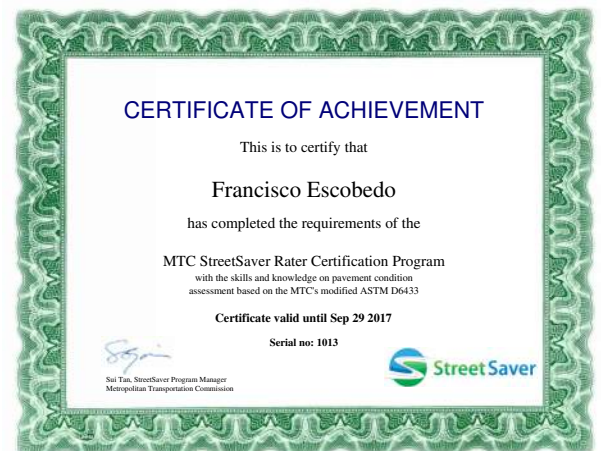 CERTIFICATE OF ACHIEVEMENT
This is to certify that
Francisco Escobedo
has completed the requirements of the
MTC StreetSaver Rater Certification Program
with the skills and knowledge on pavement condition
assessment based on the MTC's modified ASTM D6433
Certificate valid until Sep 29 2017
Serial no: 1013
Sui Tan, StreetSaver Program Manager
Metropolitan Transportation Commission
StreetSaver